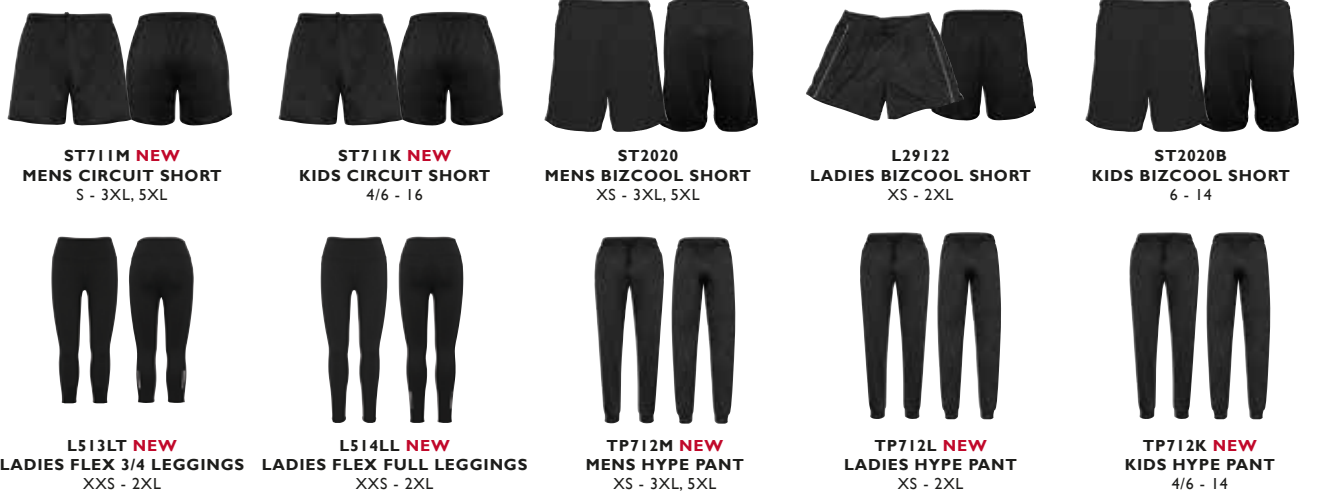 ST711M NEW
MENS CIRCUIT SHORT
S - 3XL, 5XL
ST711K NEW
KIDS CIRCUIT SHORT
4/6 - 16
ST2020
MENS BIZCOOL SHORT
XS - 3XL, 5XL
L29122
LADIES BIZCOOL SHORT
XS - 2XL
ST2020B
KIDS BIZCOOL SHORT
6 - 14
L513LT NEW
LADIES FLEX 3/4 LEGGINGS
XXS - 2XL
L514LL NEW
LADIES FLEX FULL LEGGINGS
XXS - 2XL
TP712M NEW
MENS HYPE PANT
XS - 3XL, 5XL
TP712L NEW
LADIES HYPE PANT
XS - 2XL
TP712K NEW
KIDS HYPE PANT
4/6 - 14